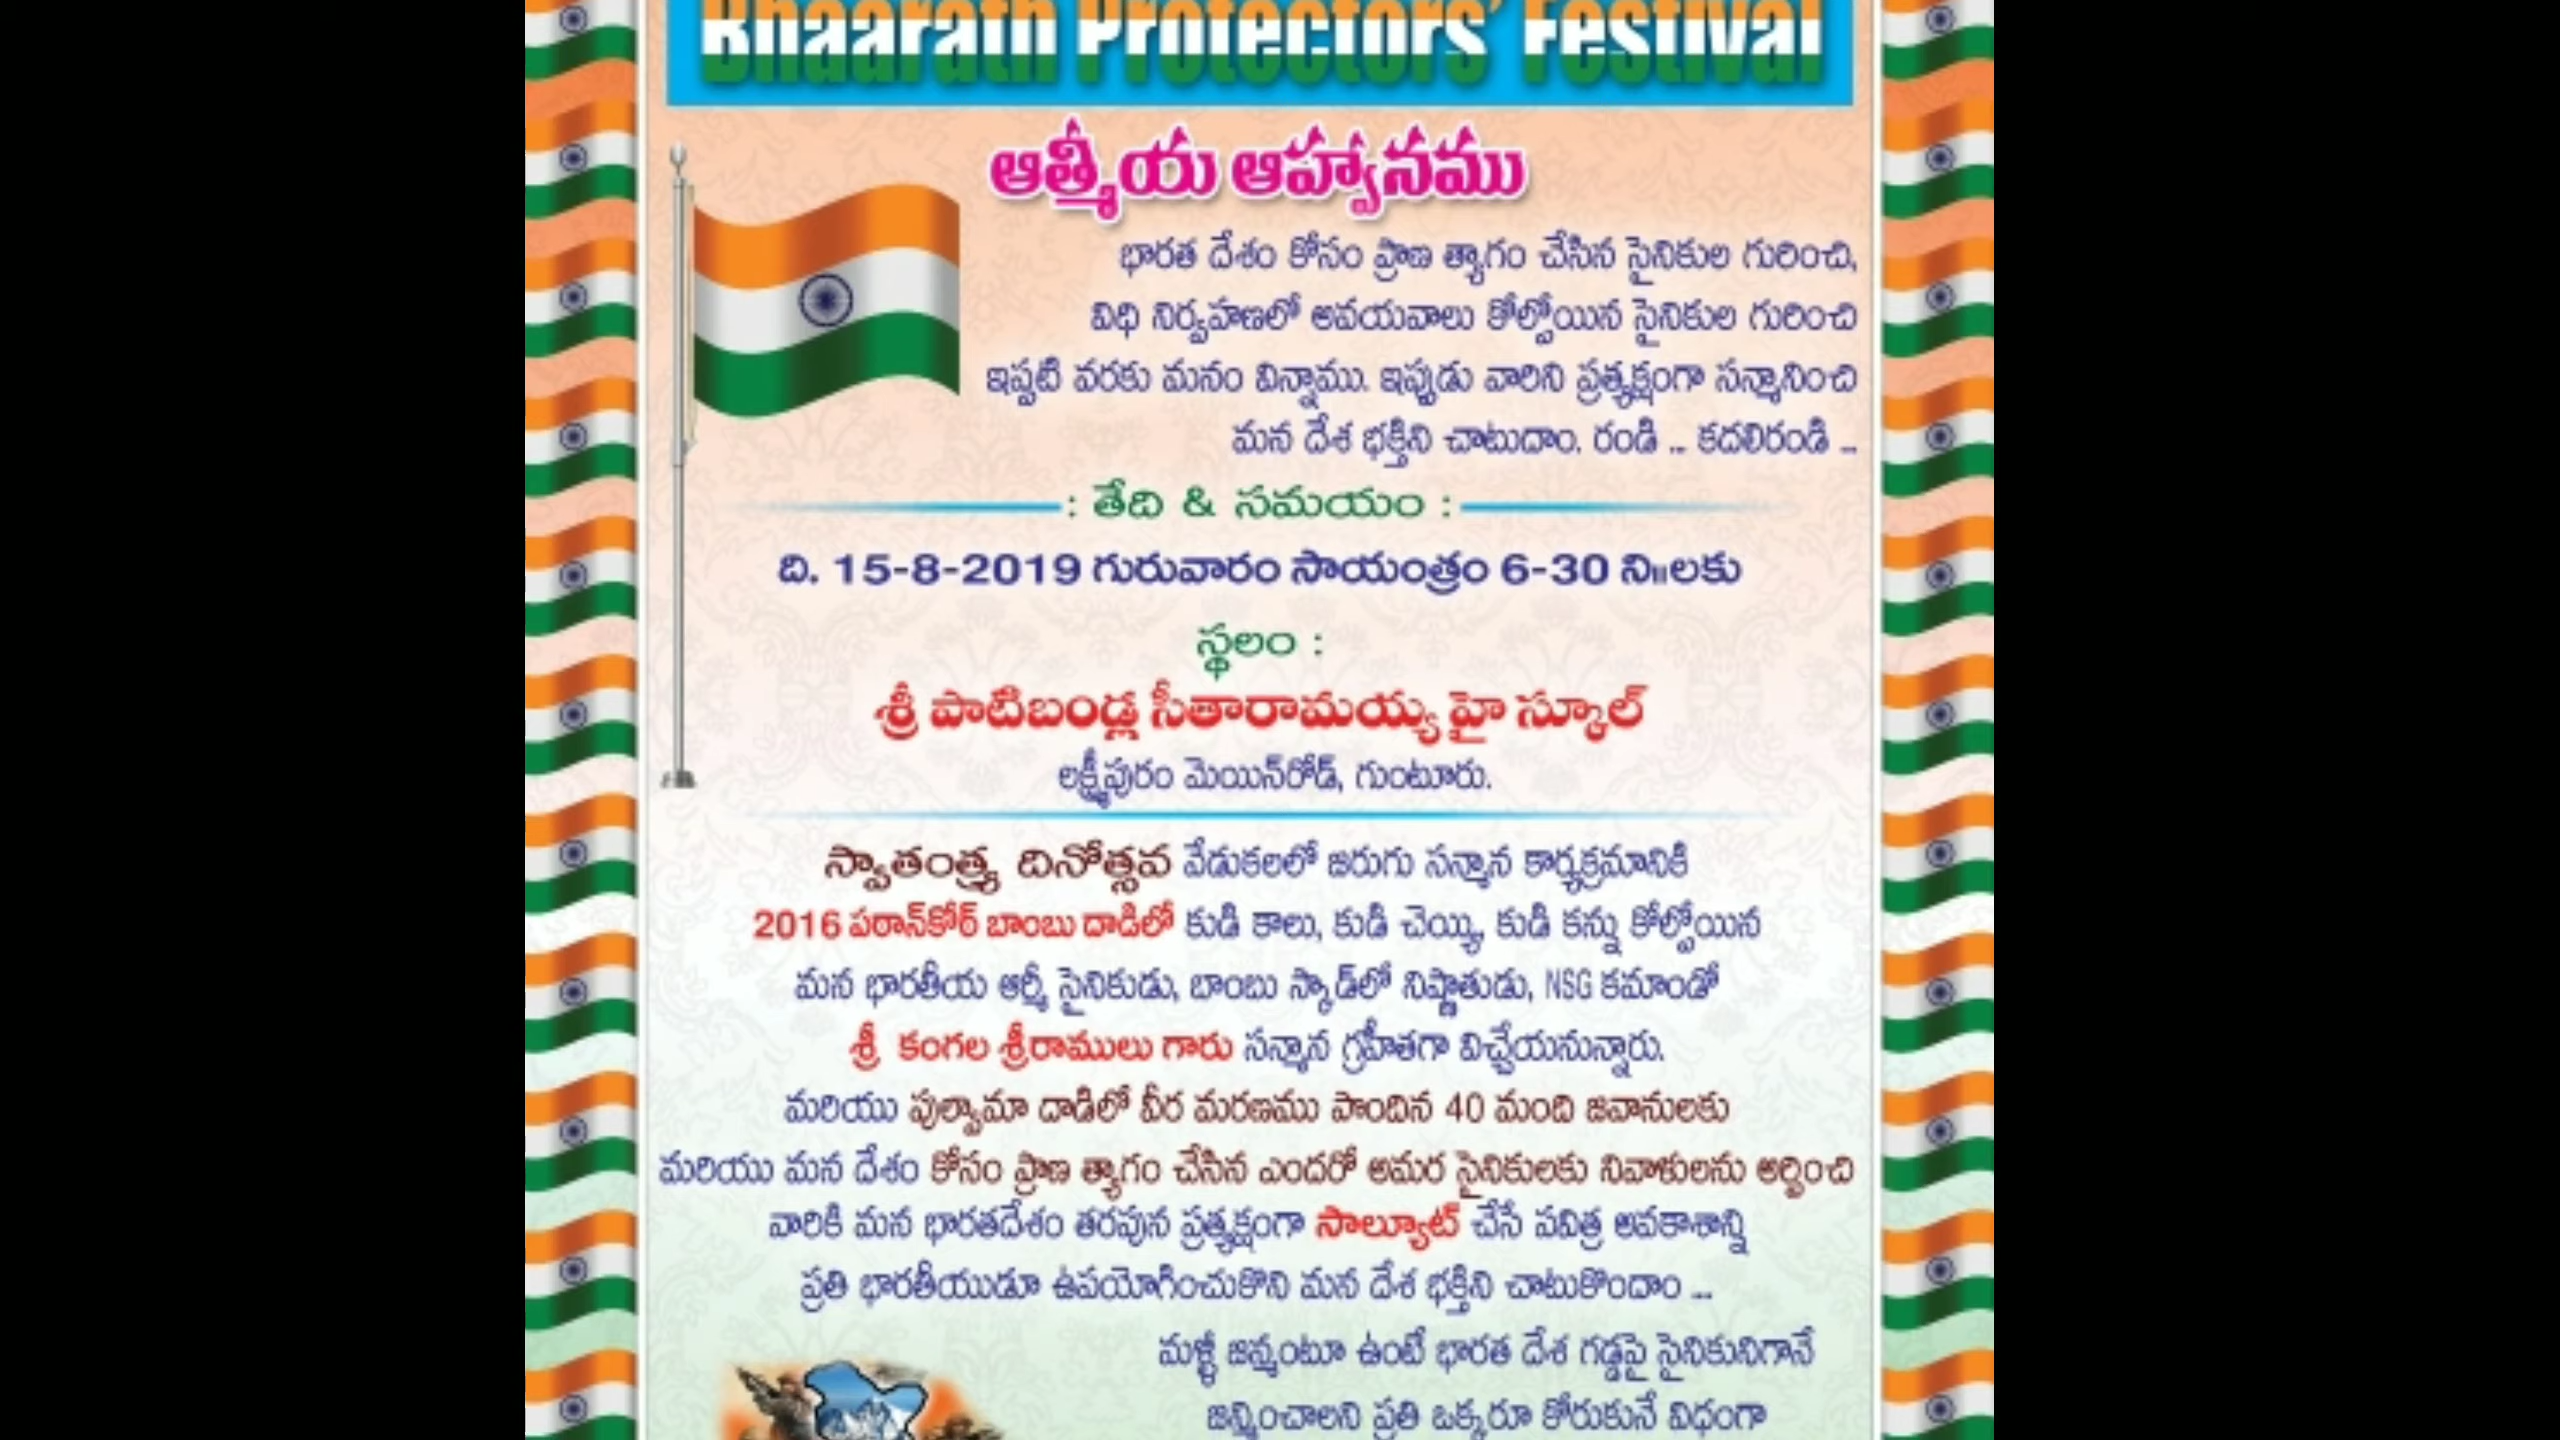 Bhaarath Protectors' Festival
ఆత్మీయ ఆహ్వానము
భారత దేశం కోసం ప్రాణ త్యాగం చేసిన సైనికుల గురించి,
విధి నిర్వహణలో అవయవాలు కోల్పోయిన సైనికుల గురించి
ఇప్పటి వరకు మనం విన్నాము. ఇప్పుడు వారిని ప్రత్యక్షంగా సన్మానించి
మన దేశ భక్తిని చాటుదాం. రండి ... కదలిరండి ...
: తేది & సమయం :
ది. 15-8-2019 గురువారం సాయంత్రం 6-30 ని॥లకు
స్థలం :
శ్రీ పాటిబండ్ల సీతారామయ్య హై స్కూల్
లక్ష్మీపురం మెయిన్‌రోడ్, గుంటూరు.
స్వాతంత్ర్య దినోత్సవ వేడుకలలో జరుగు సన్మాన కార్యక్రమానికి
2016 పఠాన్‌కోఠ్ బాంబు దాడిలో కుడి కాలు, కుడి చెయ్యి, కుడి కన్ను కోల్పోయిన
మన భారతీయ ఆర్మీ సైనికుడు, బాంబు స్కాడ్‌లో నిష్ణాతుడు, NSG కమాండో
శ్రీ కంగల శ్రీరాములు గారు సన్మాన గ్రహీతగా విచ్చేయనున్నారు.
మరియు పుల్వామా దాడిలో వీర మరణము పొందిన 40 మంది జవానులకు
మరియు మన దేశం కోసం ప్రాణ త్యాగం చేసిన ఎందరో అమర సైనికులకు నివాళులను అర్పించి
వారికి మన భారతదేశం తరపున ప్రత్యక్షంగా సాల్యూట్ చేసే పవిత్ర అవకాశాన్ని
ప్రతి భారతీయుడూ ఉపయోగించుకొని మన దేశ భక్తిని చాటుకొందాం ...
మళ్ళీ జన్మంటూ ఉంటే భారత దేశ గడ్డపై సైనికునిగానే
జన్మించాలని ప్రతి ఒక్కరూ కోరుకునే విధంగా